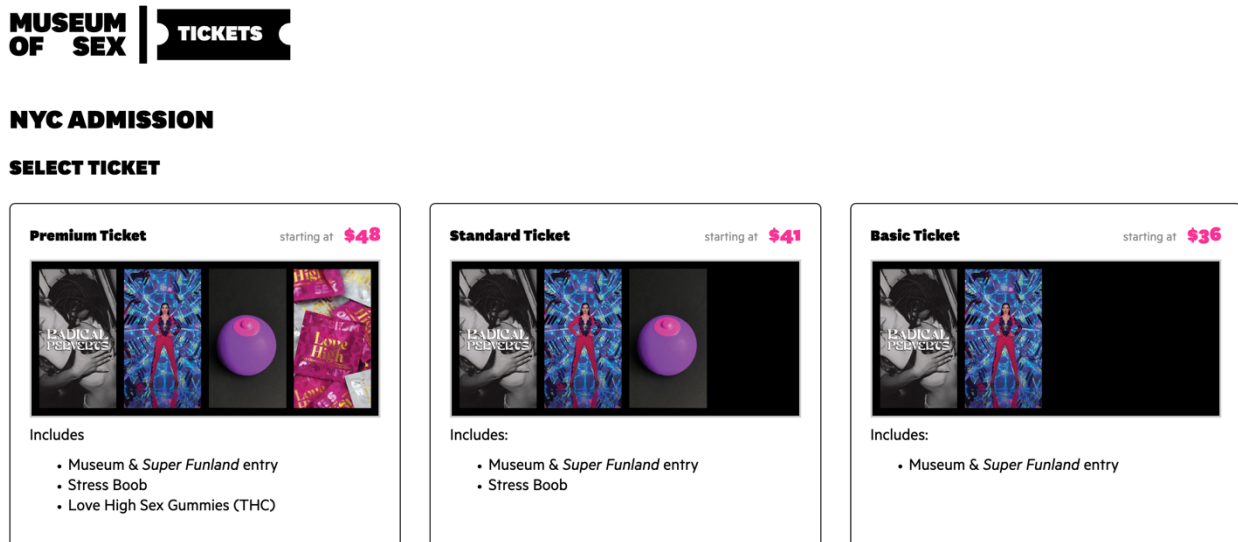 MUSEUM
OF SEX
TICKETS
NYC ADMISSION
SELECT TICKET
Premium Ticket starting at $48
RADICAL
PERVERTS
High
Love
High
Includes
• Museum & Super Funland entry
• Stress Boob
• Love High Sex Gummies (THC)
Standard Ticket starting at $41
RADICAL
PERVERTS
Includes:
• Museum & Super Funland entry
• Stress Boob
Basic Ticket starting at $36
RADICAL
PERVERTS
Includes:
• Museum & Super Funland entry